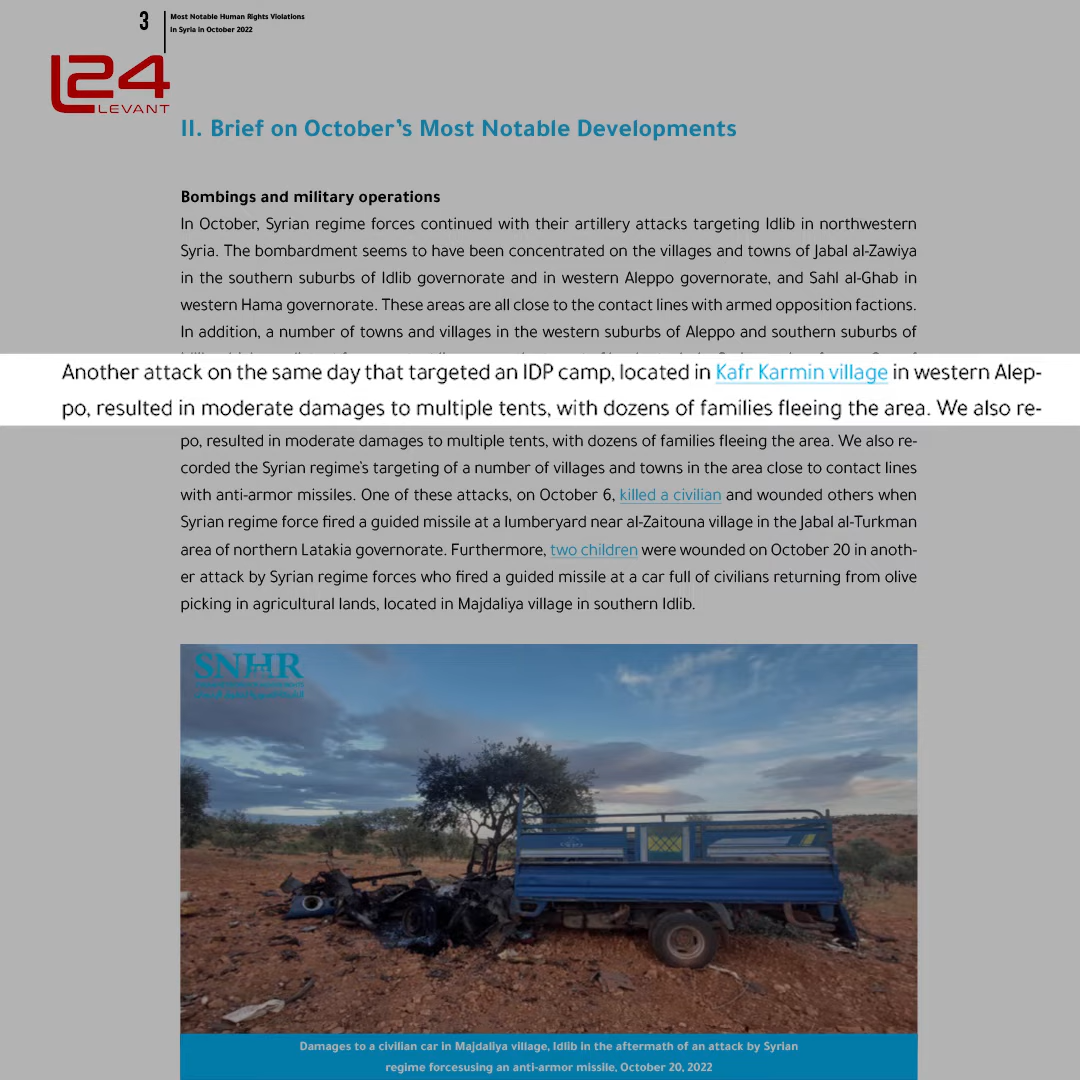 3
Most Notable Human Rights Violations
In Syria in October 2022
L24
LEVANT
II. Brief on October’s Most Notable Developments
Bombings and military operations
In October, Syrian regime forces continued with their artillery attacks targeting Idlib in northwestern
Syria. The bombardment seems to have been concentrated on the villages and towns of Jabal al-Zawiya
in the southern suburbs of Idlib governorate and in western Aleppo governorate, and Sahl al-Ghab in
western Hama governorate. These areas are all close to the contact lines with armed opposition factions.
In addition, a number of towns and villages in the western suburbs of Aleppo and southern suburbs of
Another attack on the same day that targeted an IDP camp, located in Kafr Karmin village in western Alep-
po, resulted in moderate damages to multiple tents, with dozens of families fleeing the area. We also re-
po, resulted in moderate damages to multiple tents, with dozens of families fleeing the area. We also re-
corded the Syrian regime’s targeting of a number of villages and towns in the area close to contact lines
with anti-armor missiles. One of these attacks, on October 6, killed a civilian and wounded others when
Syrian regime force fired a guided missile at a lumberyard near al-Zaitouna village in the Jabal al-Turkman
area of northern Latakia governorate. Furthermore, two children were wounded on October 20 in anoth-
er attack by Syrian regime forces who fired a guided missile at a car full of civilians returning from olive
picking in agricultural lands, located in Majdaliya village in southern Idlib.
SNHR
Damages to a civilian car in Majdaliya village, Idlib in the aftermath of an attack by Syrian
regime forcesusing an anti-armor missile, October 20, 2022